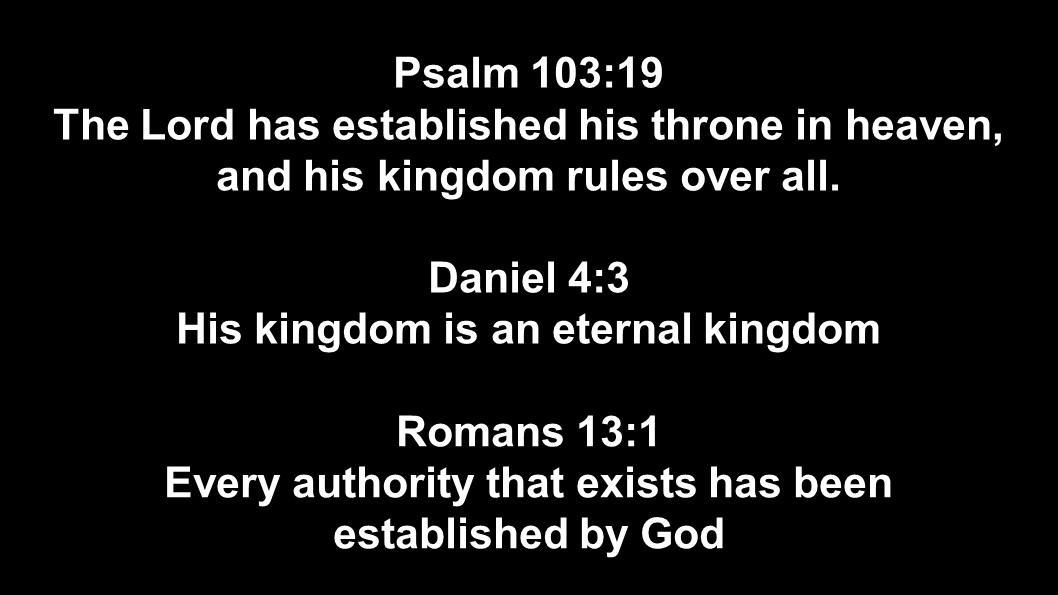 Psalm 103:19
The Lord has established his throne in heaven,
and his kingdom rules over all.
Daniel 4:3
His kingdom is an eternal kingdom
Romans 13:1
Every authority that exists has been
established by God